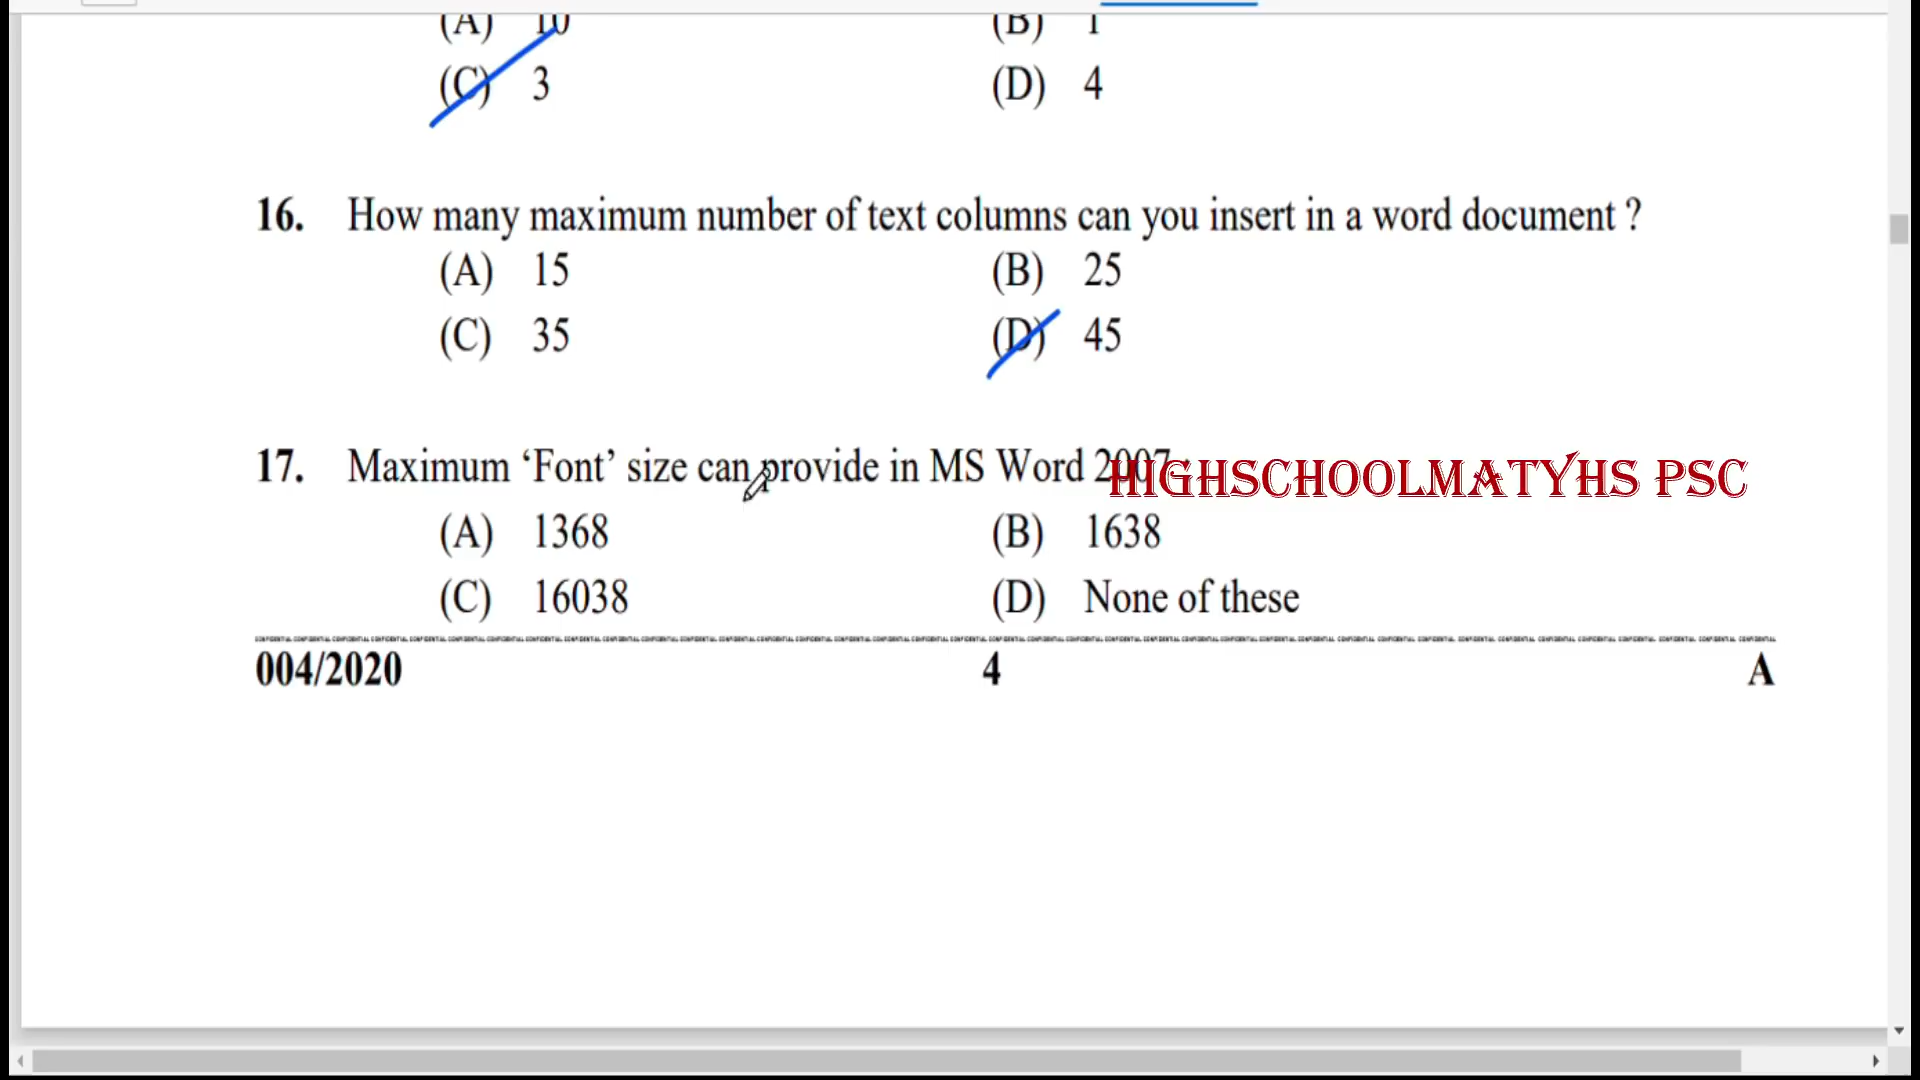 (A) 10 (B) 1
(C) 3 (D) 4
16. How many maximum number of text columns can you insert in a word document ?
(A) 15 (B) 25
(C) 35 (D) 45
17. Maximum ‘Font’ size can provide in MS Word 2007
HIGHSCHOOLMATYHS PSC
(A) 1368 (B) 1638
(C) 16038 (D) None of these
004/2020 4 A